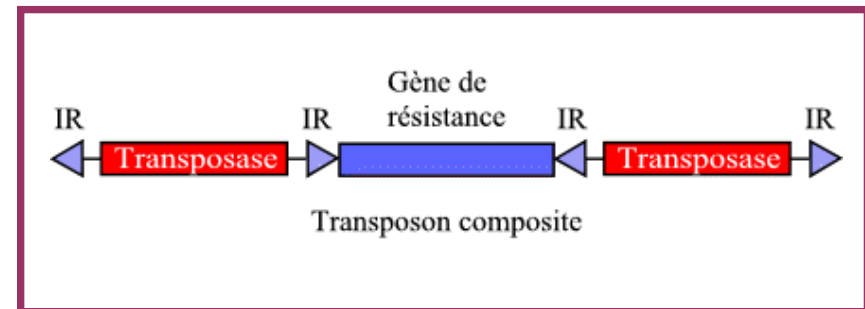 Gène de
résistance
IR IR IR IR
Transposase Transposase
Transposon composite